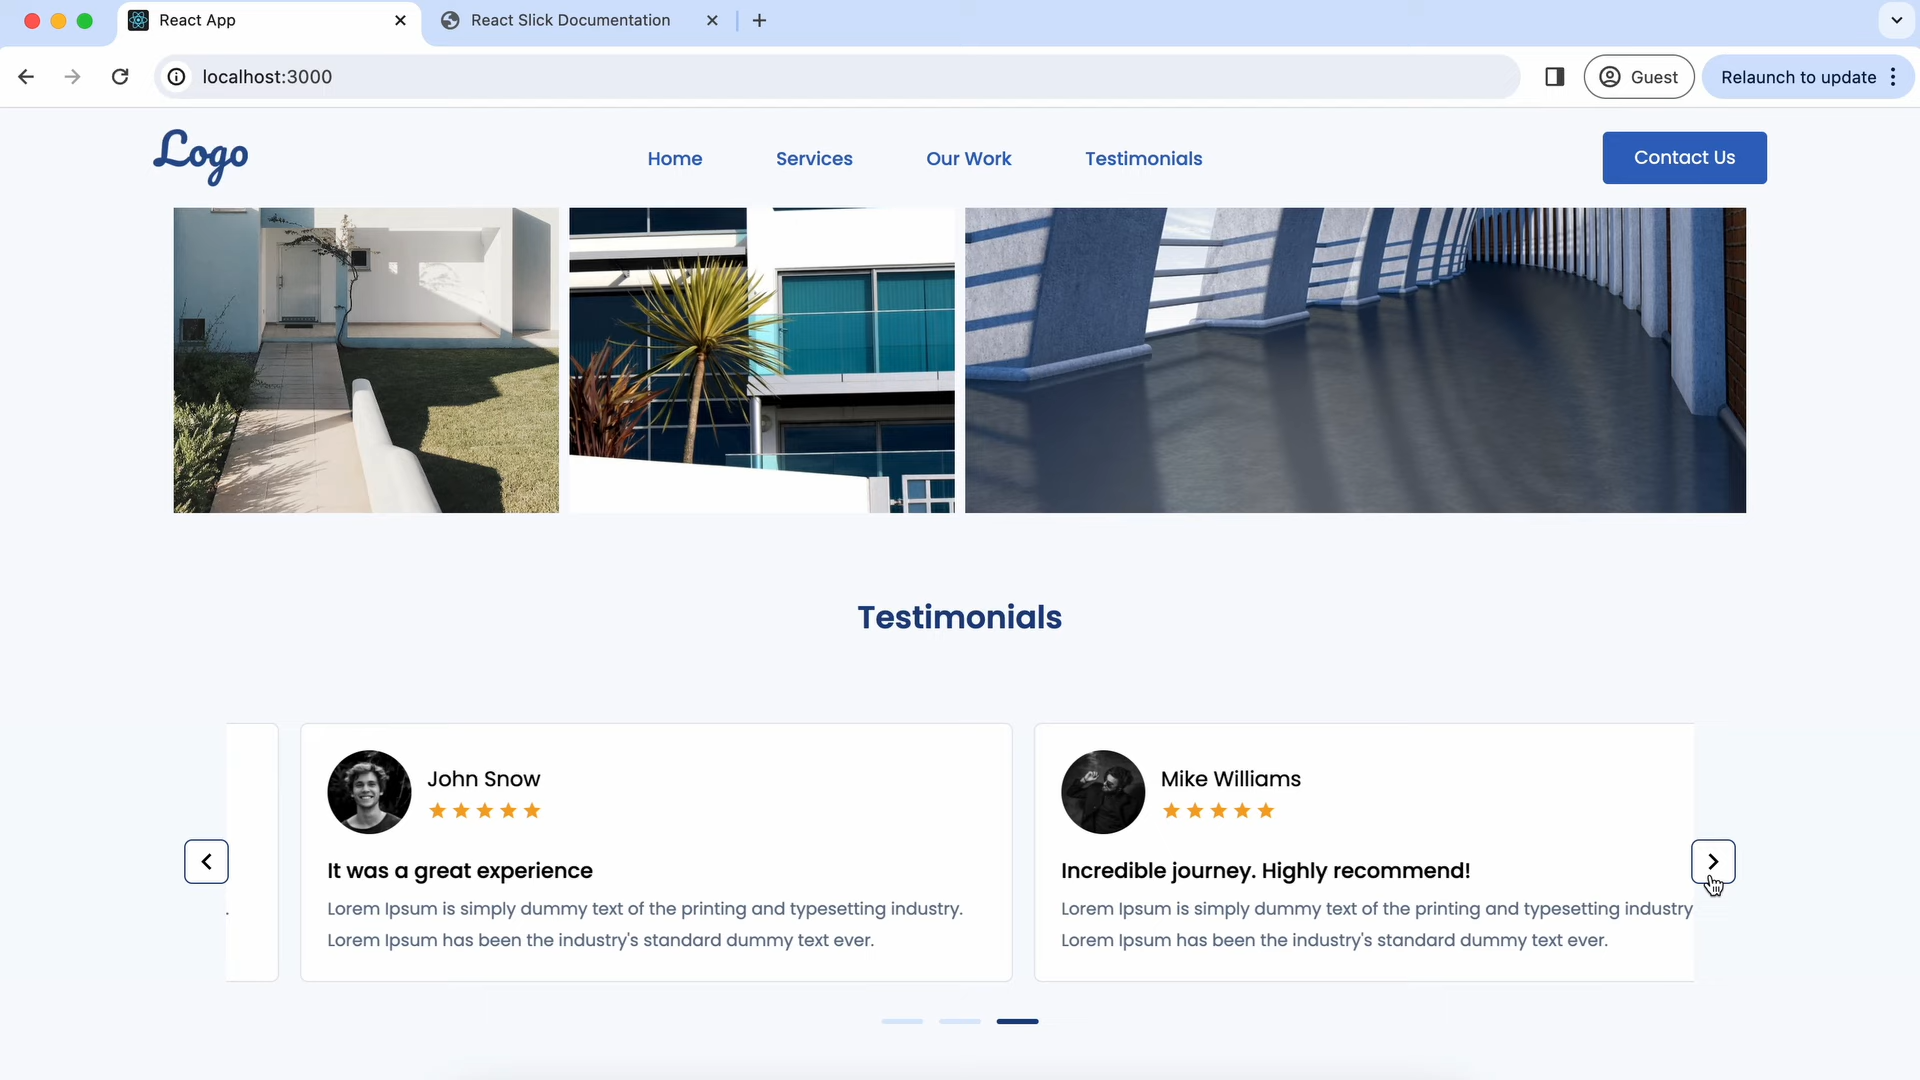 React App
React Slick Documentation
localhost:3000
Guest
Relaunch to update
Logo
Home
Services
Our Work
Testimonials
Contact Us
Testimonials
John Snow
It was a great experience
Lorem Ipsum is simply dummy text of the printing and typesetting industry.
Lorem Ipsum has been the industry's standard dummy text ever.
Mike Williams
Incredible journey. Highly recommend!
Lorem Ipsum is simply dummy text of the printing and typesetting industry
Lorem Ipsum has been the industry's standard dummy text ever.